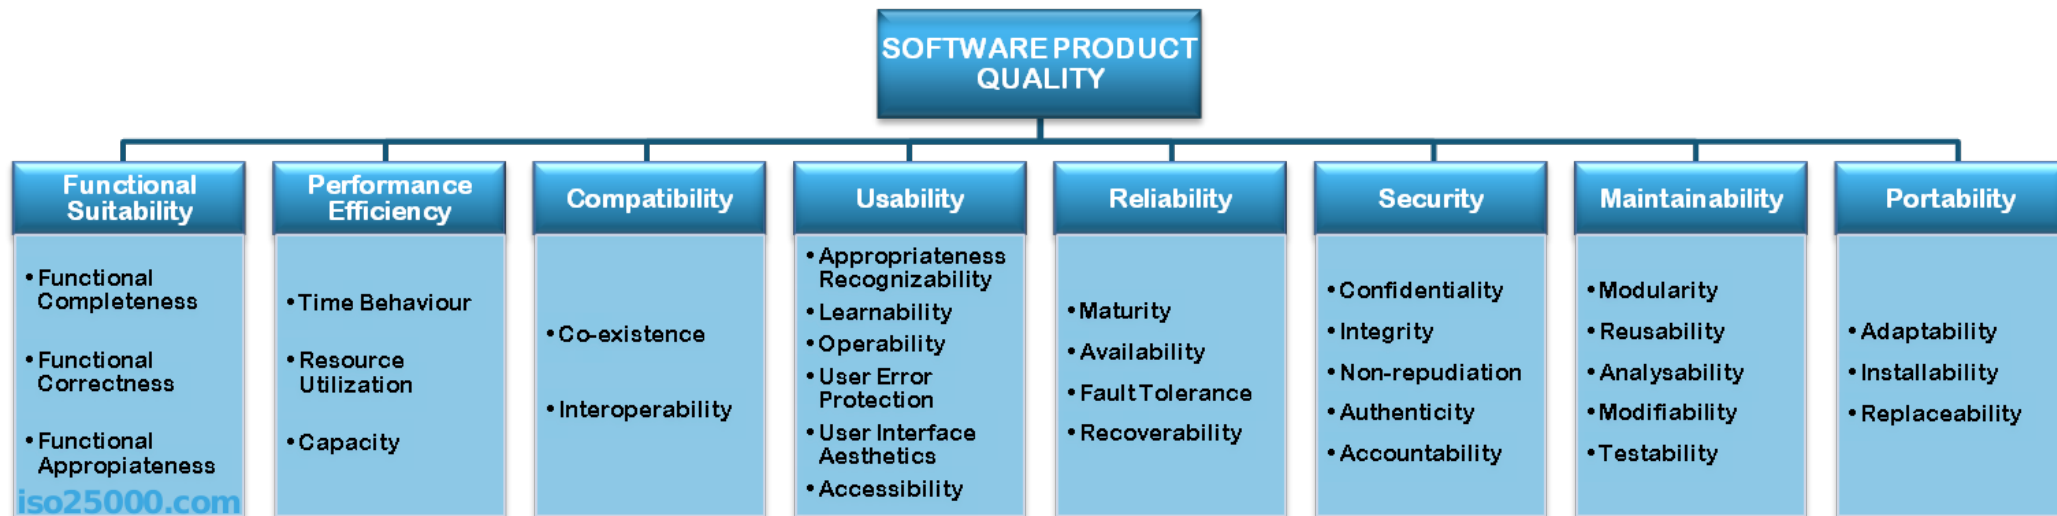 SOFTWARE PRODUCT
QUALITY
Functional
Suitability
• Functional
Completeness
• Functional
Correctness
• Functional
Appropiateness
Performance
Efficiency
• Time Behaviour
• Resource
Utilization
• Capacity
Compatibility
• Co-existence
• Interoperability
Usability
• Appropriateness
Recognizability
• Learnability
• Operability
• User Error
Protection
• User Interface
Aesthetics
• Accessibility
Reliability
• Maturity
• Availability
• Fault Tolerance
• Recoverability
Security
• Confidentiality
• Integrity
• Non-repudiation
• Authenticity
• Accountability
Maintainability
• Modularity
• Reusability
• Analysability
• Modifiability
• Testability
Portability
• Adaptability
• Installability
• Replaceability
iso25000.com